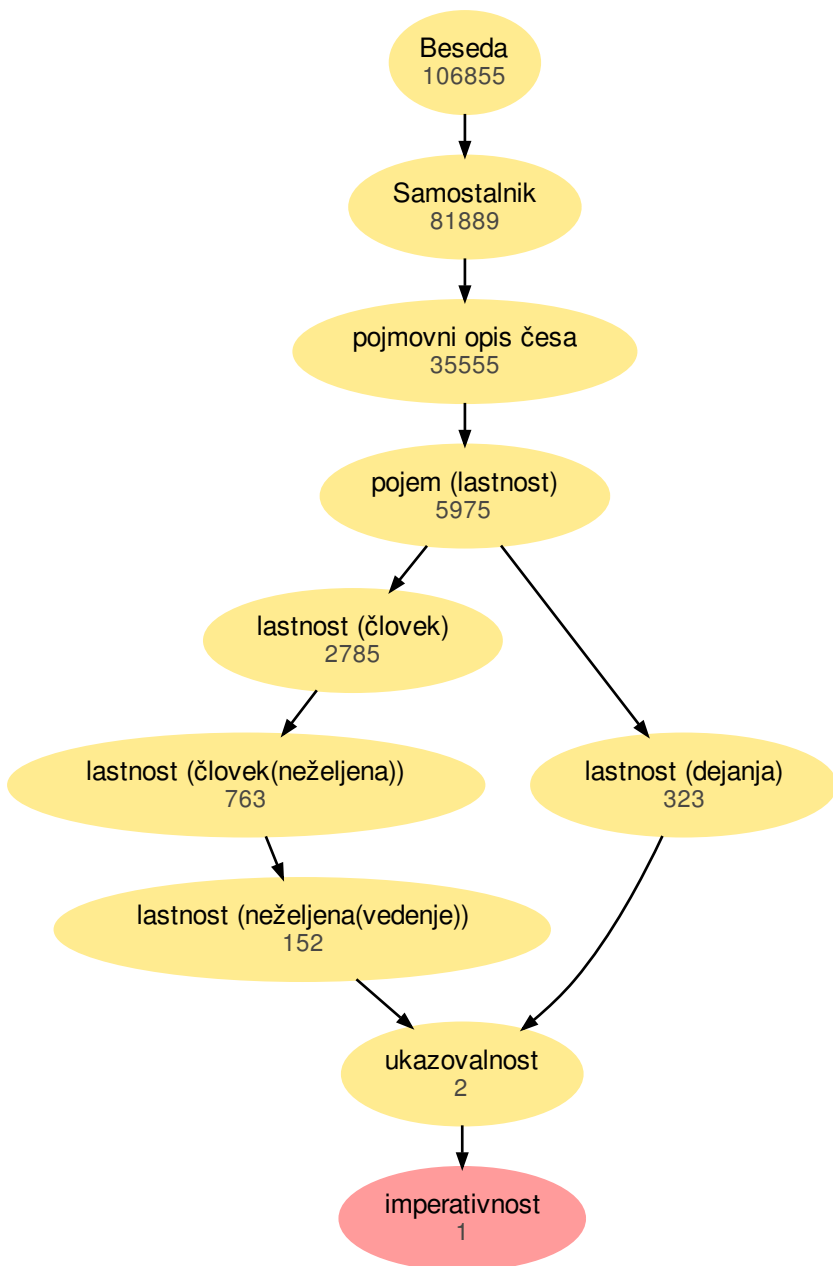 Beseda
106855
Samostalnik
81889
pojmovni opis česa
35555
pojem (lastnost)
5975
lastnost (človek)
2785
lastnost (človek(neželjena))
763
lastnost (dejanja)
323
lastnost (neželjena(vedenje))
152
ukazovalnost
2
imperativnost
1